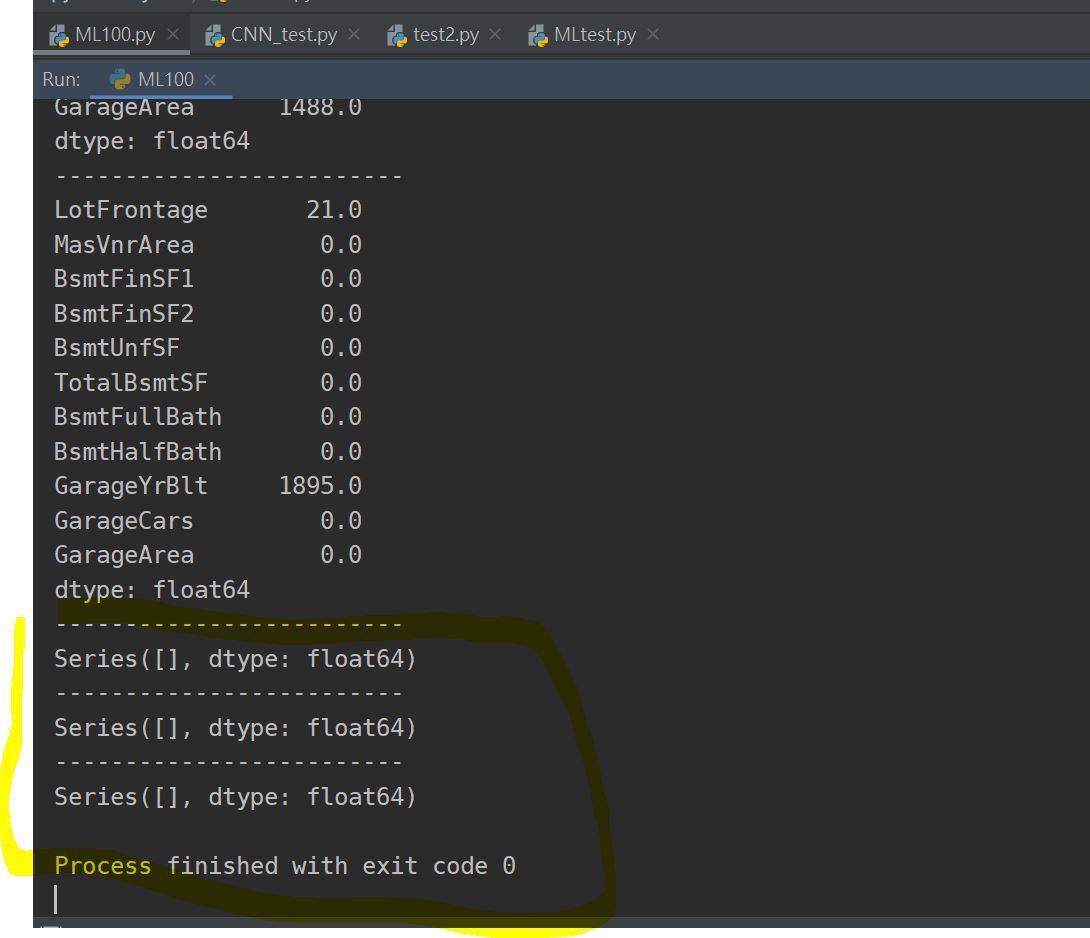 ML100.py CNN_test.py test2.py MLtest.py
Run: ML100
GarageArea 1488.0
dtype: float64
-------------------------
LotFrontage 21.0
MasVnrArea 0.0
BsmtFinSF1 0.0
BsmtFinSF2 0.0
BsmtUnfSF 0.0
TotalBsmtSF 0.0
BsmtFullBath 0.0
BsmtHalfBath 0.0
GarageYrBlt 1895.0
GarageCars 0.0
GarageArea 0.0
dtype: float64
-------------------------
Series([], dtype: float64)
-------------------------
Series([], dtype: float64)
-------------------------
Series([], dtype: float64)
Process finished with exit code 0